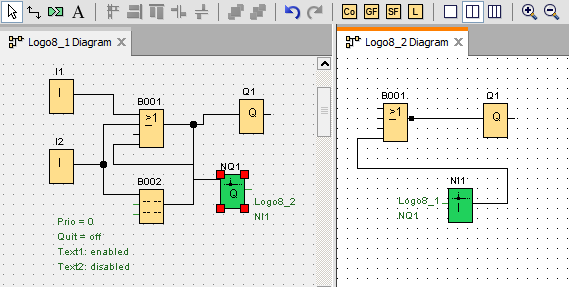 A Co GF SF L
Logo8_1 Diagram
Logo8_2 Diagram
I1
I
I2
I
B001
≥1
B002
Q1
Q
NQ1
Q
Logo8_2
NI1
Prio = 0
Quit = off
Text1: enabled
Text2: disabled
B001
≥1
Q1
Q
NI1
I
Logo8_1
.NQ1